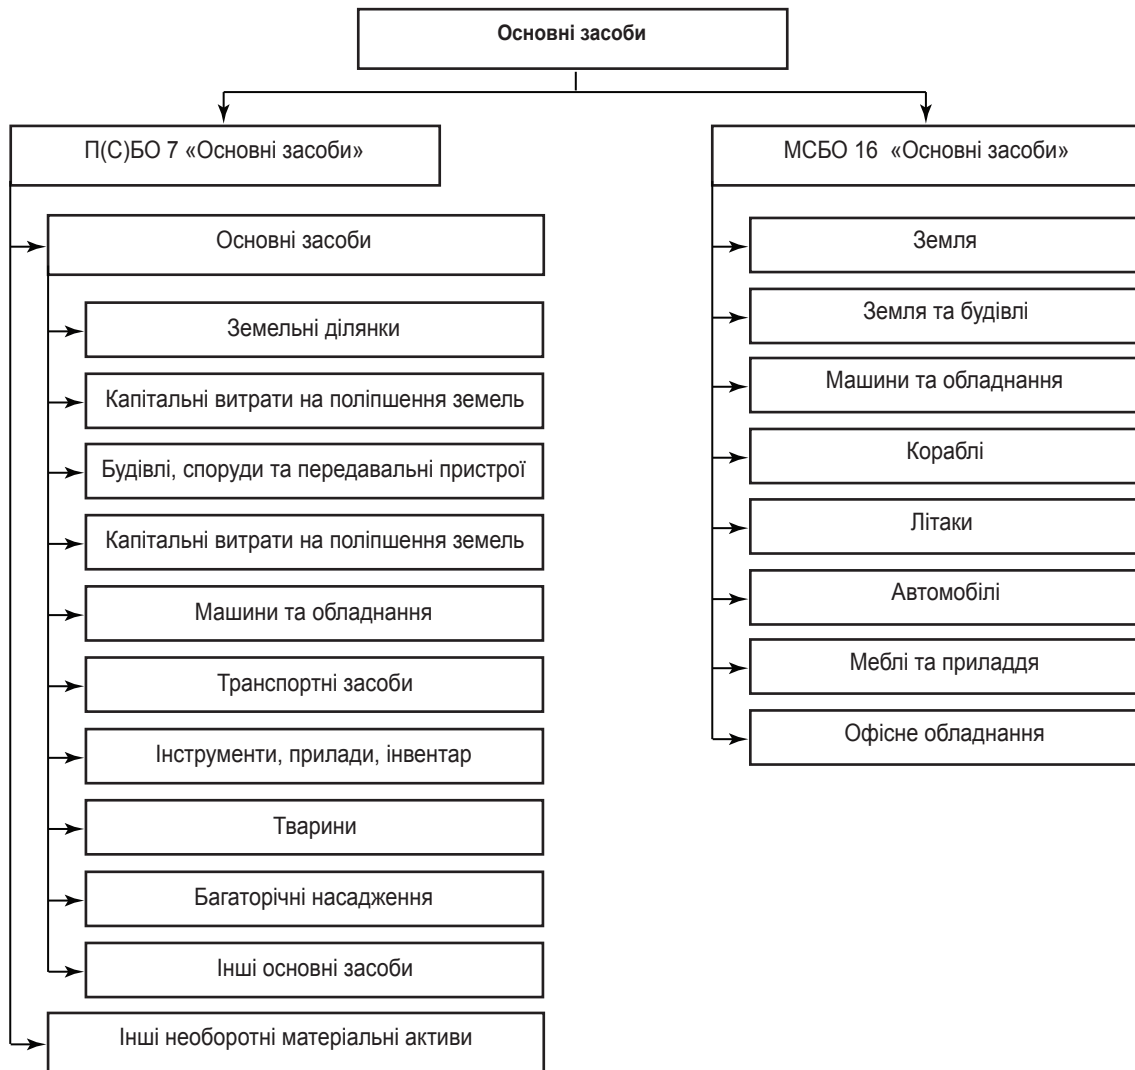 Основні засоби
П(С)БО 7 «Основні засоби»
Основні засоби
Земельні ділянки
Капітальні витрати на поліпшення земель
Будівлі, споруди та передавальні пристрої
Капітальні витрати на поліпшення земель
Машини та обладнання
Транспортні засоби
Інструменти, прилади, інвентар
Тварини
Багаторічні насадження
Інші основні засоби
Інші необоротні матеріальні активи
МСБО 16 «Основні засоби»
Земля
Земля та будівлі
Машини та обладнання
Кораблі
Літаки
Автомобілі
Меблі та приладдя
Офісне обладнання